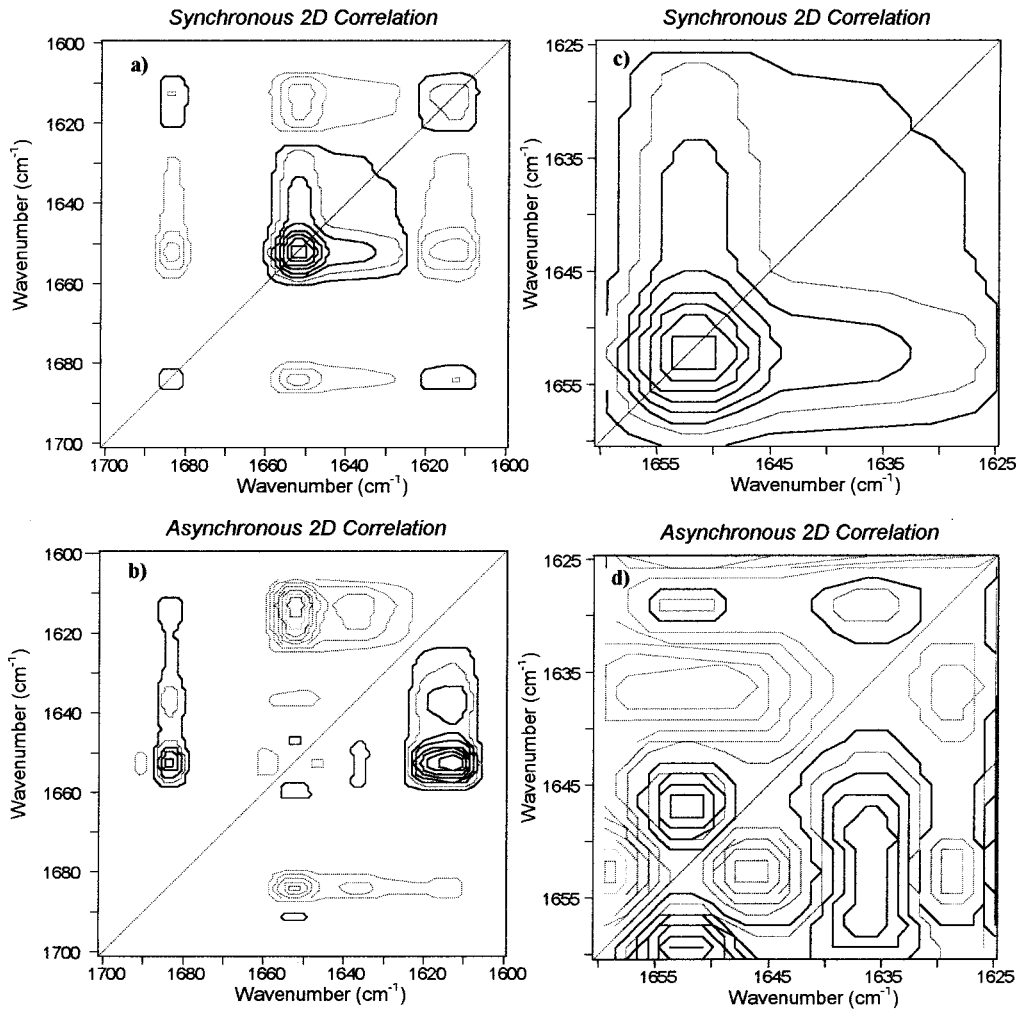 Synchronous 2D Correlation
a)
Wavenumber (cm⁻¹)
1600
1620
1640
1660
1680
1700
1700 1680 1660 1640 1620 1600
Wavenumber (cm⁻¹)
Synchronous 2D Correlation
c)
Wavenumber (cm⁻¹)
1625
1635
1645
1655
1655 1645 1635 1625
Wavenumber (cm⁻¹)
Asynchronous 2D Correlation
b)
Wavenumber (cm⁻¹)
1600
1620
1640
1660
1680
1700
1700 1680 1660 1640 1620 1600
Wavenumber (cm⁻¹)
Asynchronous 2D Correlation
d)
Wavenumber (cm⁻¹)
1625
1635
1645
1655
1655 1645 1635 1625
Wavenumber (cm⁻¹)